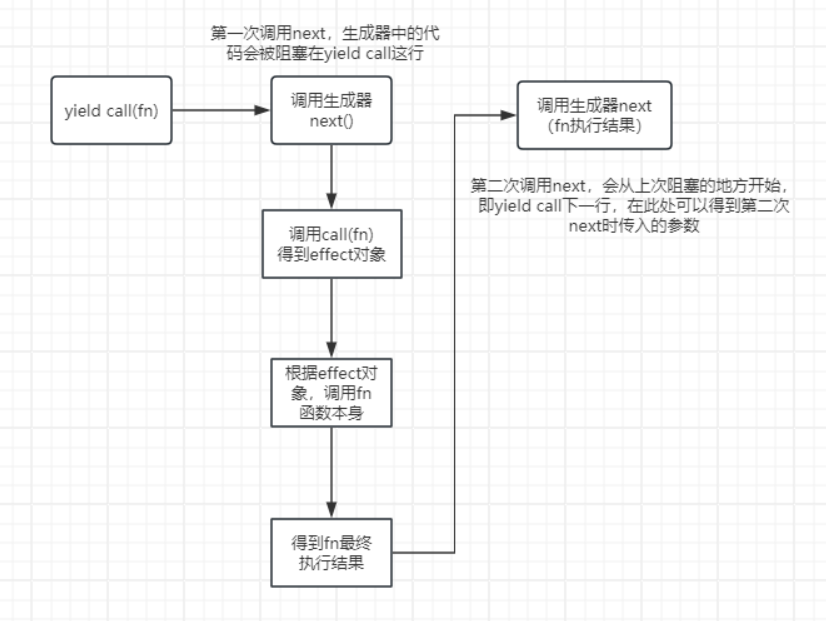 第一次调用next，生成器中的代
码会被阻塞在yield call这行
yield call(fn)
调用生成器
next()
调用call(fn)
得到effect对象
根据effect对
象，调用fn
函数本身
得到fn最终
执行结果
调用生成器next
（fn执行结果）
第二次调用next，会从上次阻塞的地方开始，
即yield call下一行，在此处可以得到第二次
next时传入的参数